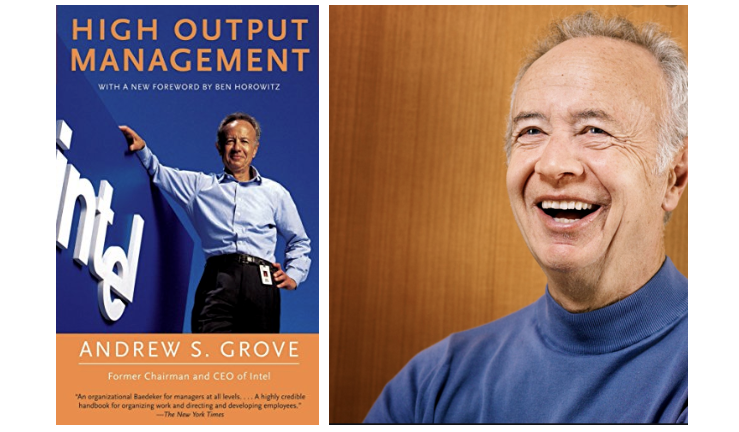 HIGH OUTPUT
MANAGEMENT
WITH A NEW FOREWORD BY BEN HOROWITZ
intel
ANDREW S. GROVE
Former Chairman and CEO of Intel
"An organizational Baedeker for managers at all levels. . . . A highly credible
handbook for organizing work and directing and developing employees."
—The New York Times